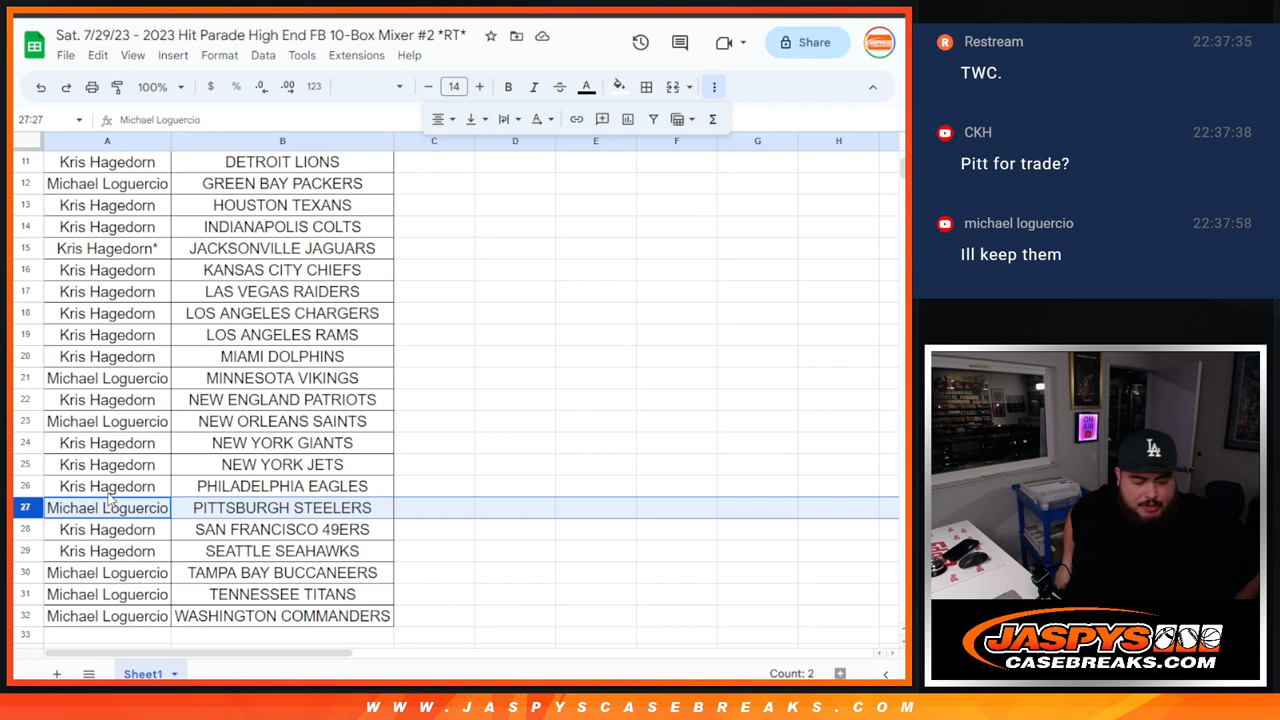 Sat. 7/29/23 - 2023 Hit Parade High End FB 10-Box Mixer #2 *RT*
File Edit View Insert Format Data Tools Extensions Help
Share
100% $ % .0 .00 123 14 B I A
27:27 fx Michael Loguercio
A B C D E F G H
11 Kris Hagedorn DETROIT LIONS
12 Michael Loguercio GREEN BAY PACKERS
13 Kris Hagedorn HOUSTON TEXANS
14 Kris Hagedorn INDIANAPOLIS COLTS
15 Kris Hagedorn* JACKSONVILLE JAGUARS
16 Kris Hagedorn KANSAS CITY CHIEFS
17 Kris Hagedorn LAS VEGAS RAIDERS
18 Kris Hagedorn LOS ANGELES CHARGERS
19 Kris Hagedorn LOS ANGELES RAMS
20 Kris Hagedorn MIAMI DOLPHINS
21 Michael Loguercio MINNESOTA VIKINGS
22 Kris Hagedorn NEW ENGLAND PATRIOTS
23 Michael Loguercio NEW ORLEANS SAINTS
24 Kris Hagedorn NEW YORK GIANTS
25 Kris Hagedorn NEW YORK JETS
26 Kris Hagedorn PHILADELPHIA EAGLES
27 Michael Loguercio PITTSBURGH STEELERS
28 Kris Hagedorn SAN FRANCISCO 49ERS
29 Kris Hagedorn SEATTLE SEAHAWKS
30 Michael Loguercio TAMPA BAY BUCCANEERS
31 Michael Loguercio TENNESSEE TITANS
32 Michael Loguercio WASHINGTON COMMANDERS
33
Sheet1
Count: 2
Restream 22:37:35
TWC.
CKH 22:37:38
Pitt for trade?
michael loguercio 22:37:58
Ill keep them
ON AIR
LA
JASPYS
CASEBREAKS.COM
WWW.JASPYSCASEBREAKS.COM